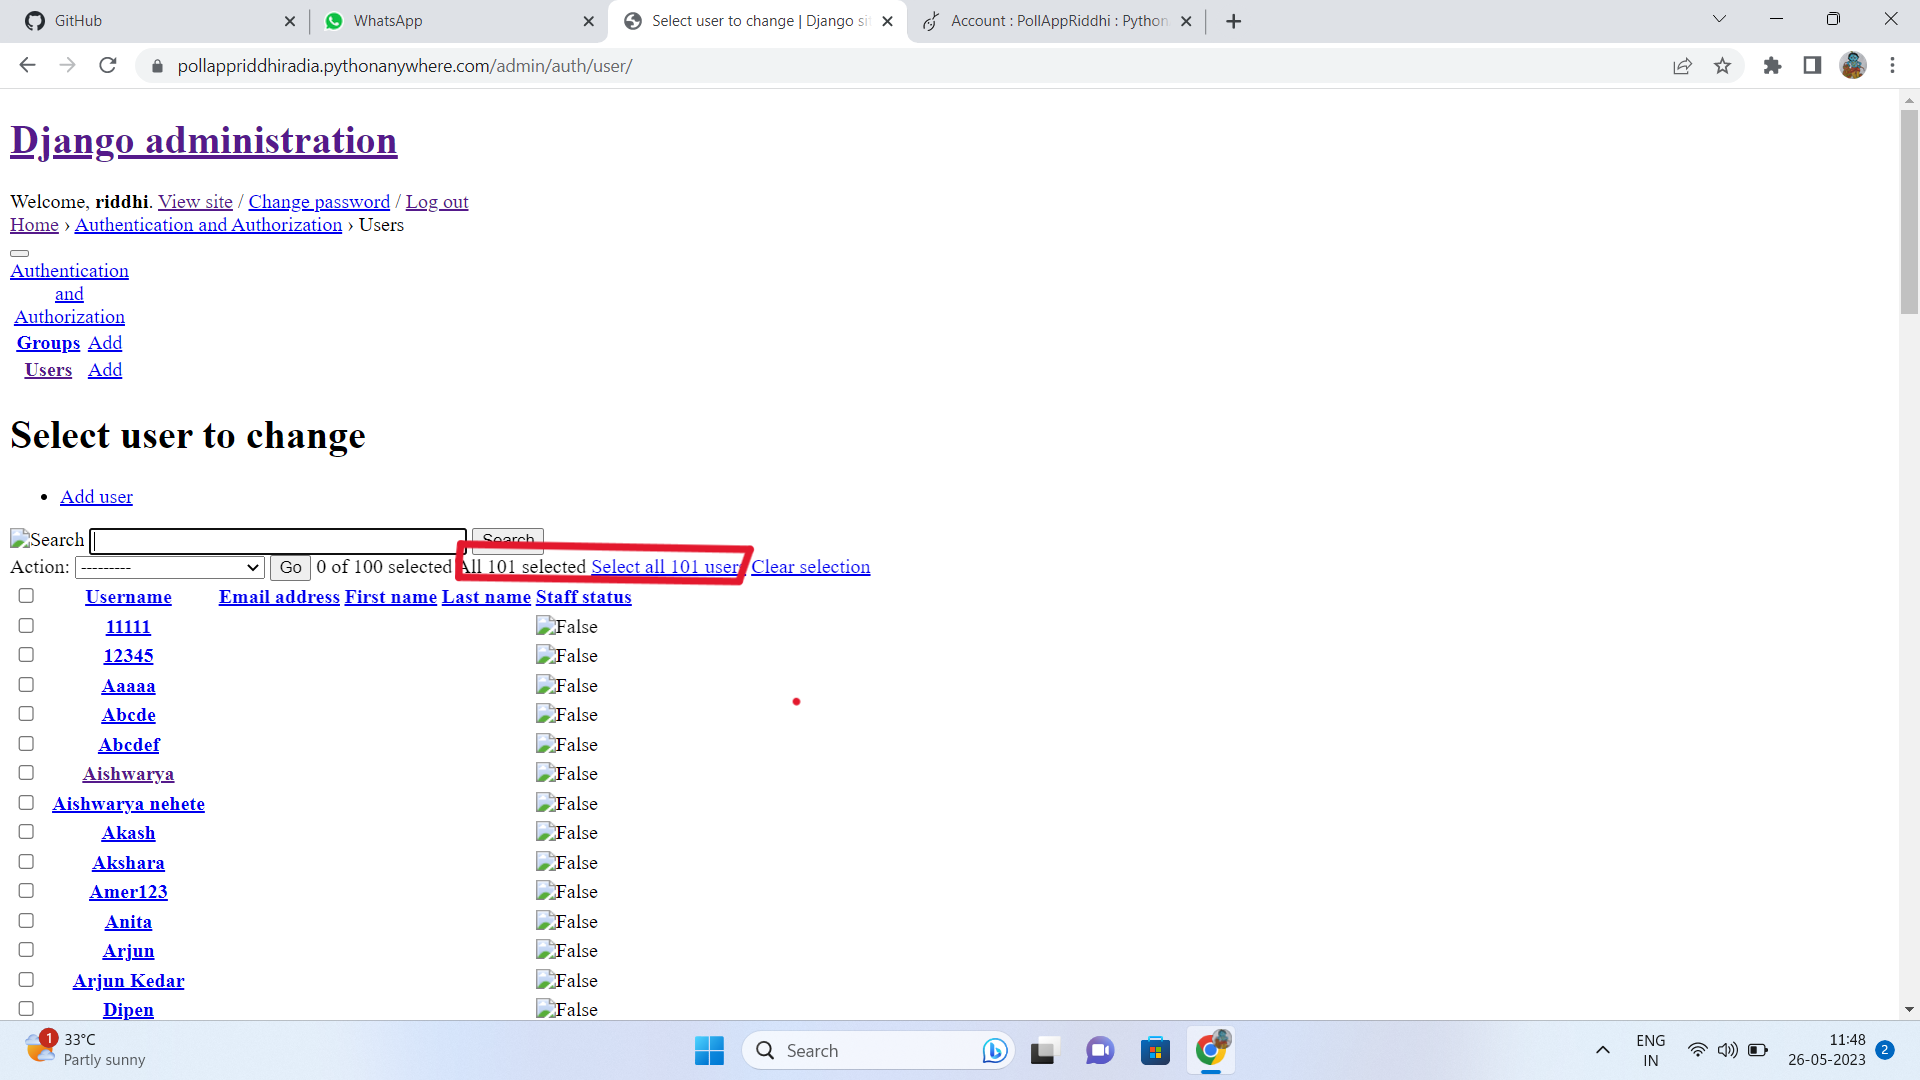 GitHub
WhatsApp
Select user to change | Django si
Account : PollAppRiddhi : Python
pollappriddhiradia.pythonanywhere.com/admin/auth/user/
Django administration
Welcome, riddhi. View site / Change password / Log out
Home › Authentication and Authorization › Users
Authentication
and
Authorization
Groups Add
Users Add
Select user to change
• Add user
Search Search
Action: --------- Go 0 of 100 selected All 101 selected Select all 101 user Clear selection
Username Email address First name Last name Staff status
11111 False
12345 False
Aaaaa False
Abcde False
Abcdef False
Aishwarya False
Aishwarya nehete False
Akash False
Akshara False
Amer123 False
Anita False
Arjun False
Arjun Kedar False
Dipen False
1
33°C
Partly sunny
Search
ENG
IN
11:48
26-05-2023
2